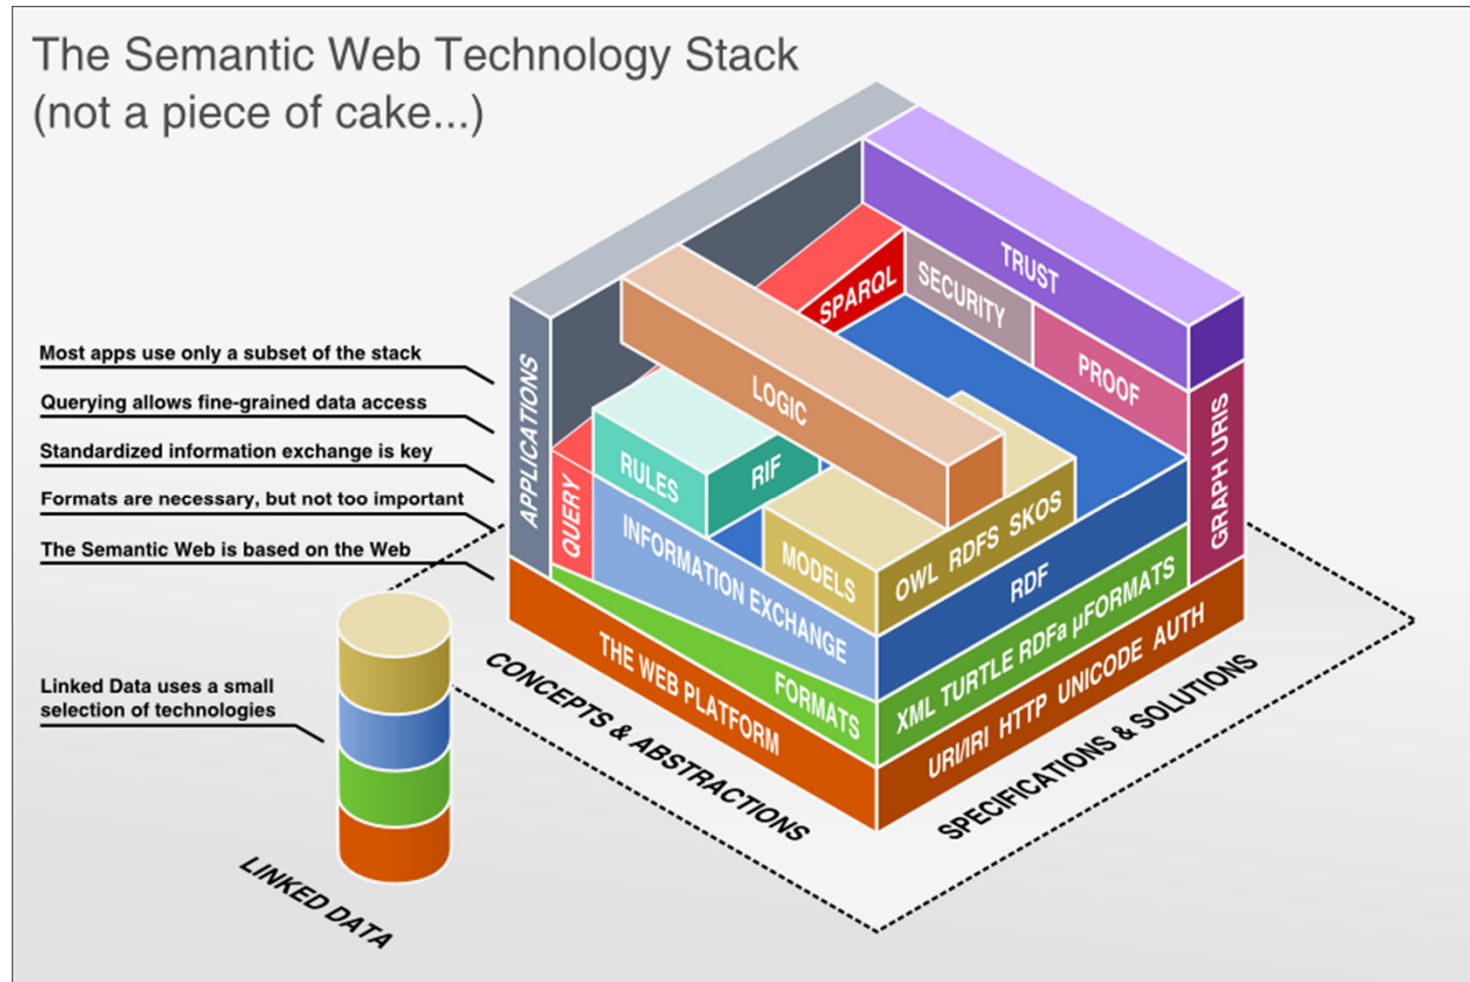 The Semantic Web Technology Stack
(not a piece of cake...)
Most apps use only a subset of the stack
Querying allows fine-grained data access
Standardized information exchange is key
Formats are necessary, but not too important
The Semantic Web is based on the Web
Linked Data uses a small
selection of technologies
LINKED DATA
APPLICATIONS
QUERY
RULES
RIF
LOGIC
SPARQL
SECURITY
TRUST
PROOF
GRAPH URIS
INFORMATION EXCHANGE
MODELS
OWL RDFS SKOS
RDF
FORMATS
XML TURTLE RDFa µFORMATS
THE WEB PLATFORM
URI/IRI HTTP UNICODE AUTH
CONCEPTS & ABSTRACTIONS
SPECIFICATIONS & SOLUTIONS